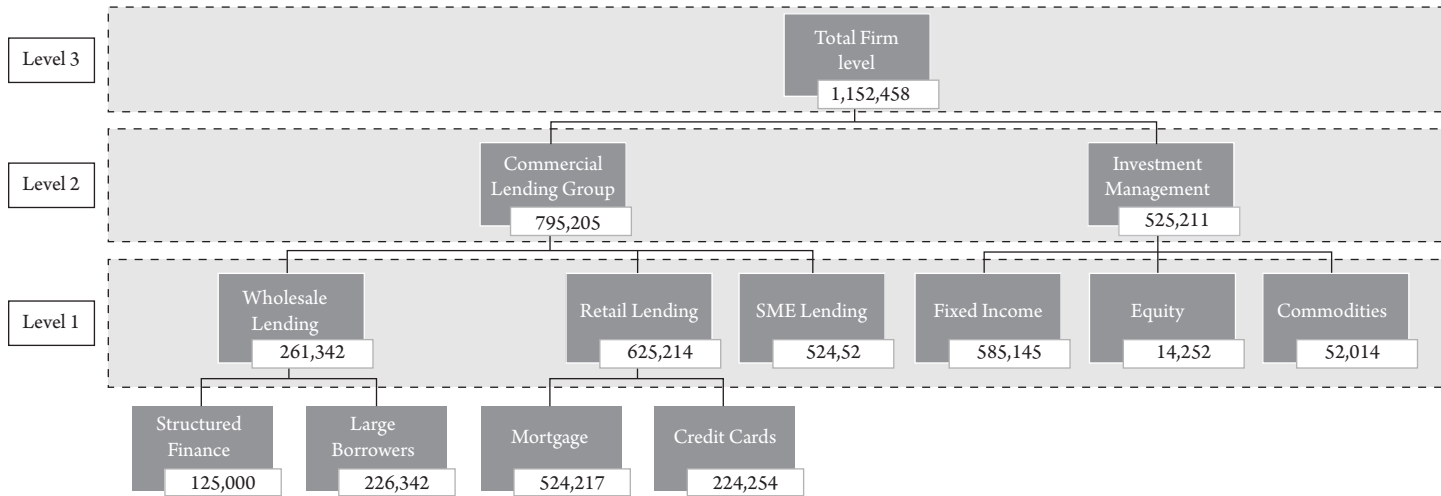 Level 3
Total Firm
level
1,152,458
Level 2
Commercial
Lending Group
795,205
Investment
Management
525,211
Level 1
Wholesale
Lending
261,342
Retail Lending
625,214
SME Lending
524,52
Fixed Income
585,145
Equity
14,252
Commodities
52,014
Structured
Finance
125,000
Large
Borrowers
226,342
Mortgage
524,217
Credit Cards
224,254